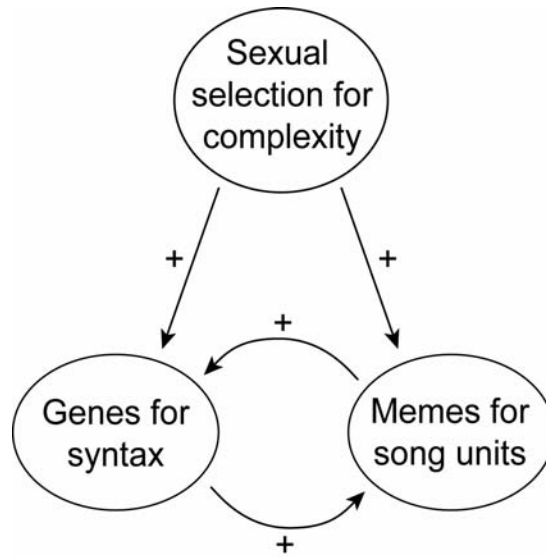 Sexual
selection for
complexity
+
+
+
Genes for
syntax
Memes for
song units
+